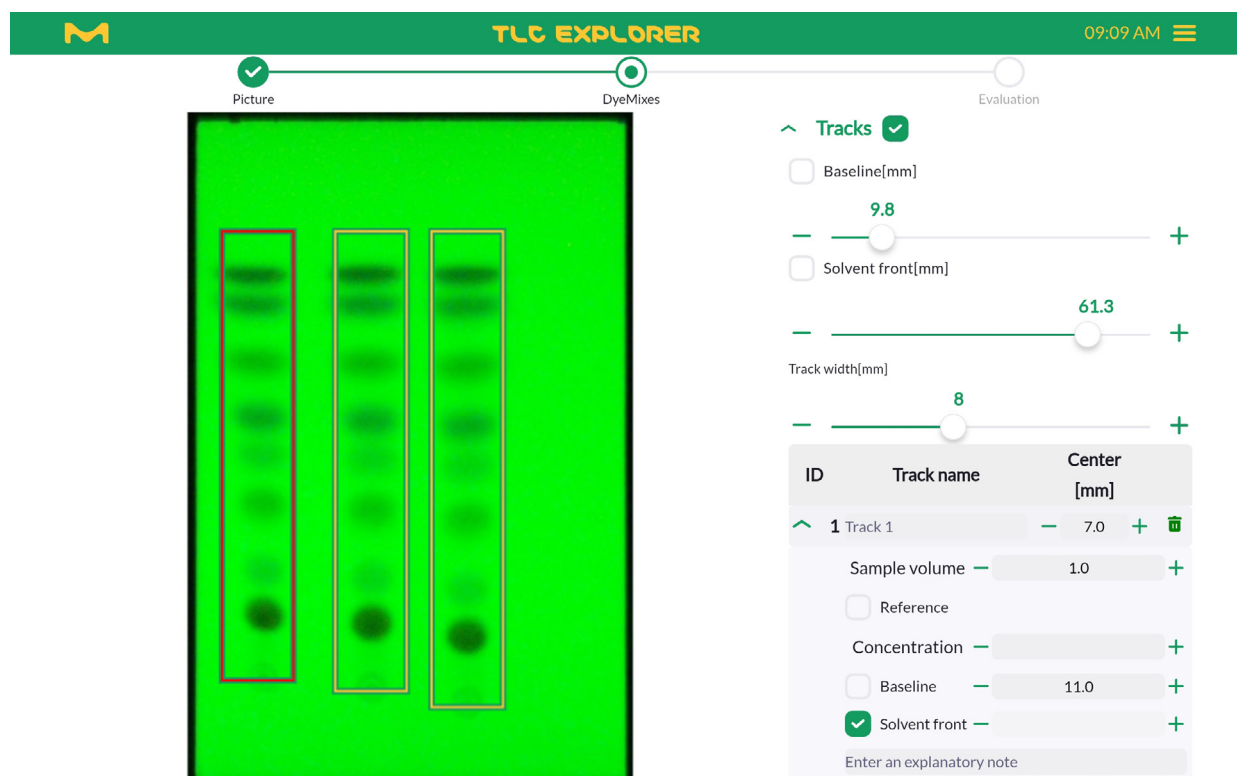 TLC EXPLORER
09:09 AM
Picture
DyeMixes
Evaluation
Tracks
Baseline[mm]
9.8
Solvent front[mm]
61.3
Track width[mm]
8
ID Track name Center [mm]
1 Track 1 − 7.0 +
Sample volume − 1.0 +
Reference
Concentration − +
Baseline − 11.0 +
Solvent front − +
Enter an explanatory note